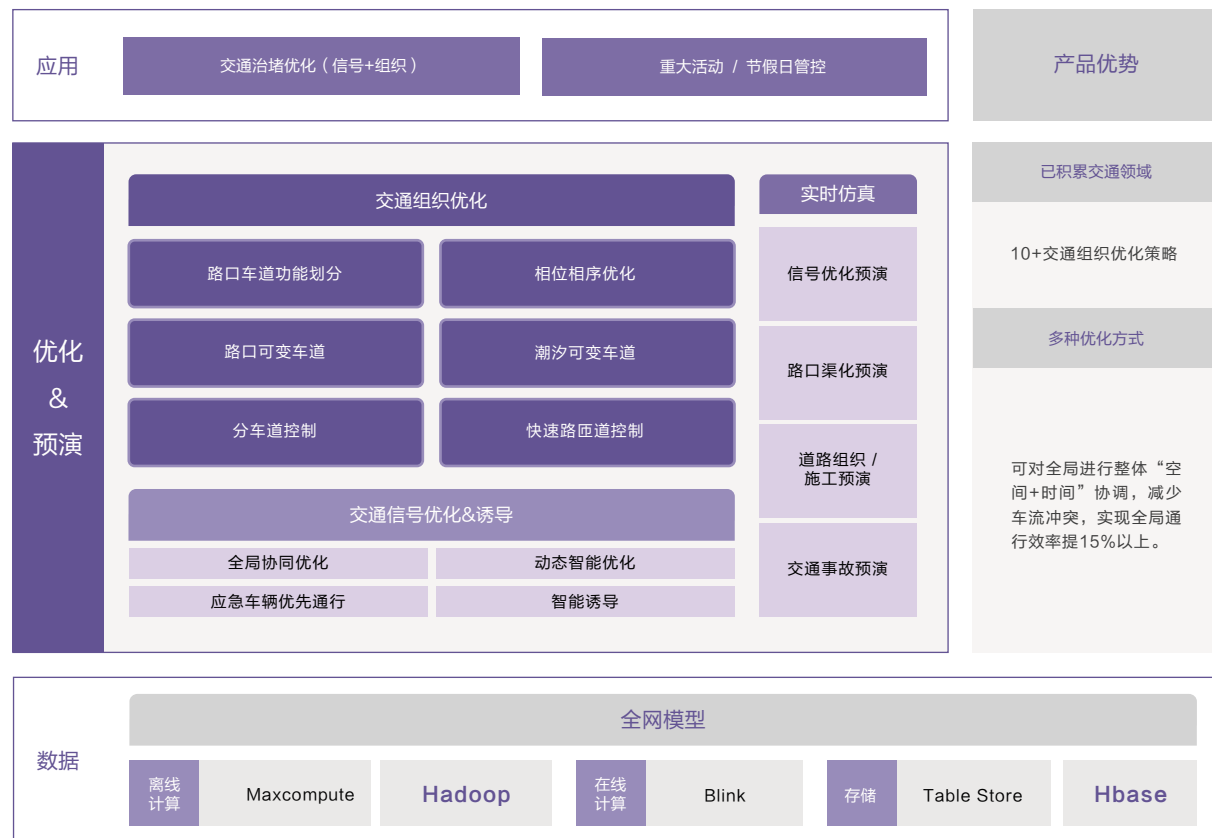 应用
交通治堵优化（信号+组织）
重大活动 / 节假日管控
产品优势
优化
&
预演
交通组织优化
路口车道功能划分
相位相序优化
路口可变车道
潮汐可变车道
分车道控制
快速路匝道控制
交通信号优化&诱导
全局协同优化
动态智能优化
应急车辆优先通行
智能诱导
实时仿真
信号优化预演
路口渠化预演
道路组织 /
施工预演
交通事故预演
已积累交通领域
10+交通组织优化策略
多种优化方式
可对全局进行整体“空
间+时间”协调，减少
车流冲突，实现全局通
行效率提15%以上。
数据
全网模型
离线
计算
Maxcompute
Hadoop
在线
计算
Blink
存储
Table Store
Hbase